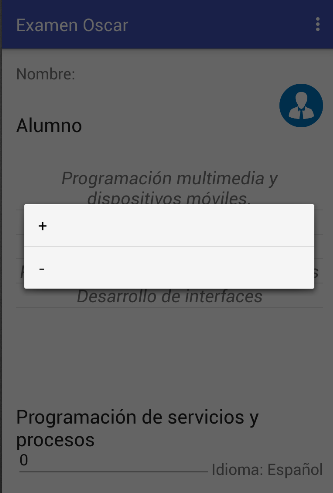 Examen Oscar
Nombre:
Alumno
Programación multimedia y
dispositivos móviles.
+
-
Desarrollo de interfaces
Programación de servicios y
procesos
0
Idioma: Español